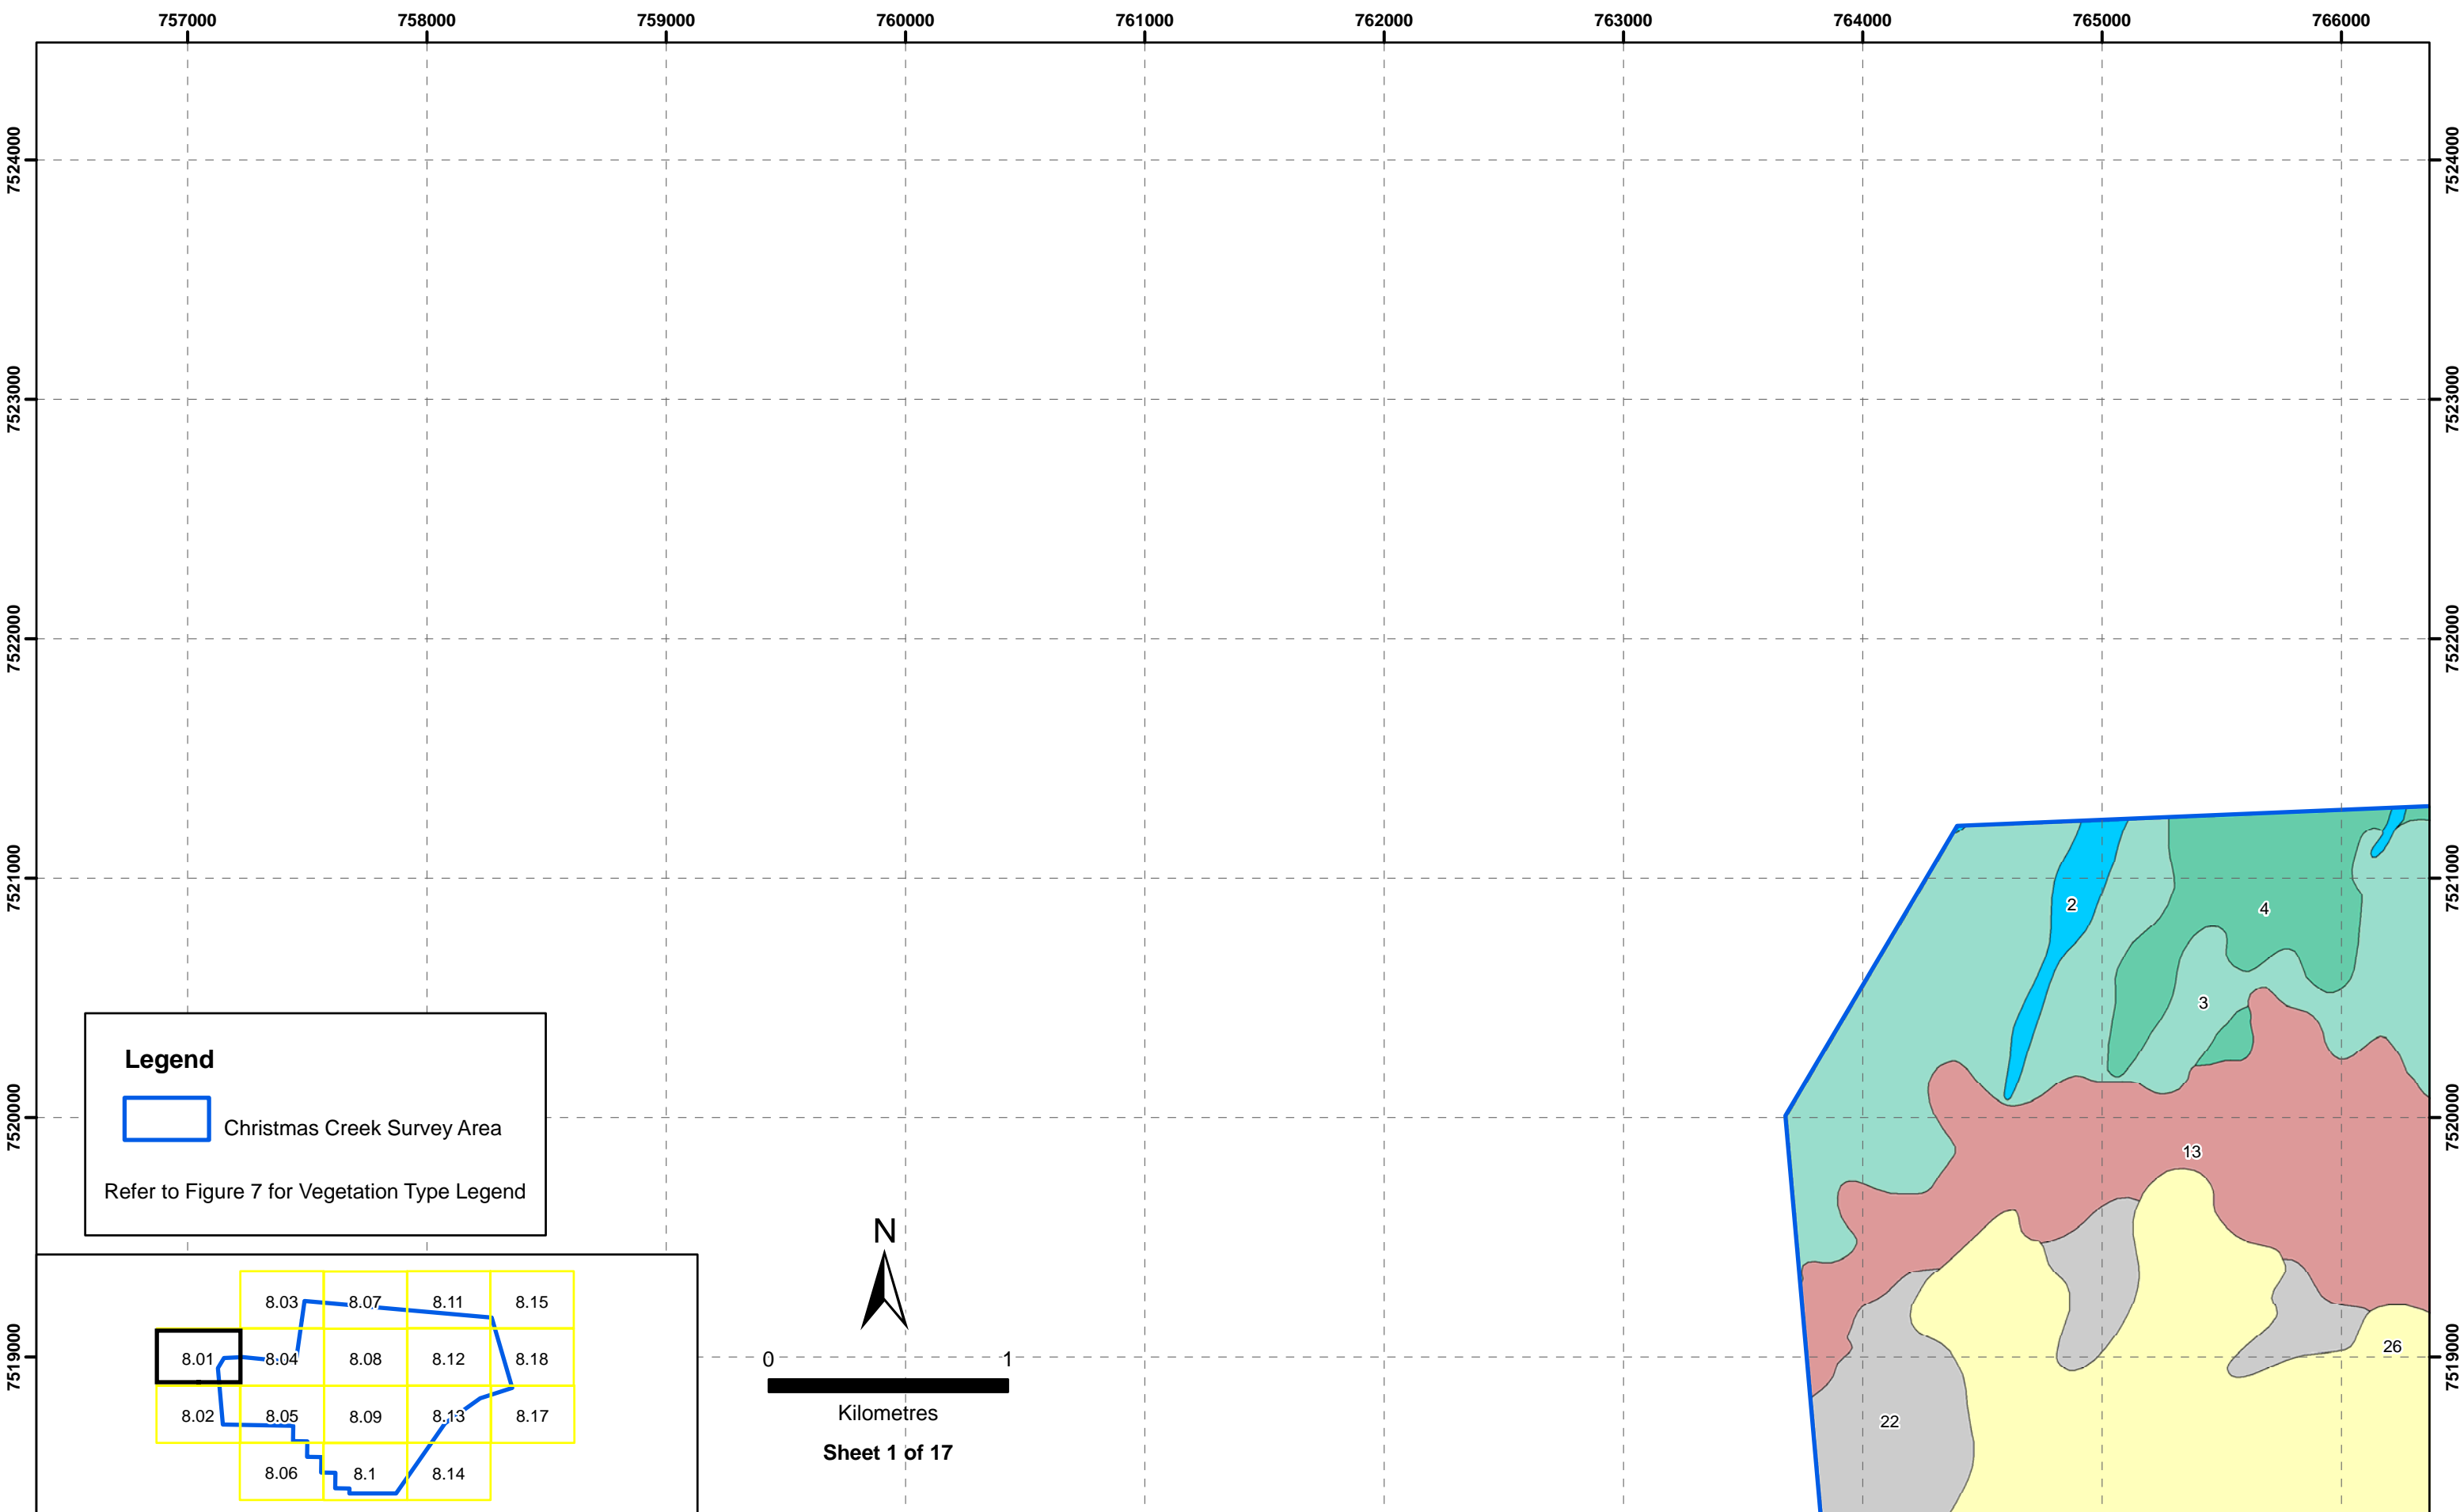 757000 758000 759000 760000 761000 762000 763000 764000 765000 766000
7524000 7524000
7523000 7523000
7522000 7522000
7521000 7521000
2 4
3
Legend
Christmas Creek Survey Area
Refer to Figure 7 for Vegetation Type Legend
7520000 7520000
13
N
7519000 7519000
0 1
Kilometres
Sheet 1 of 17
26
22
8.03 8.07 8.11 8.15
8.01 8.04 8.08 8.12 8.18
8.02 8.05 8.09 8.13 8.17
8.06 8.1 8.14